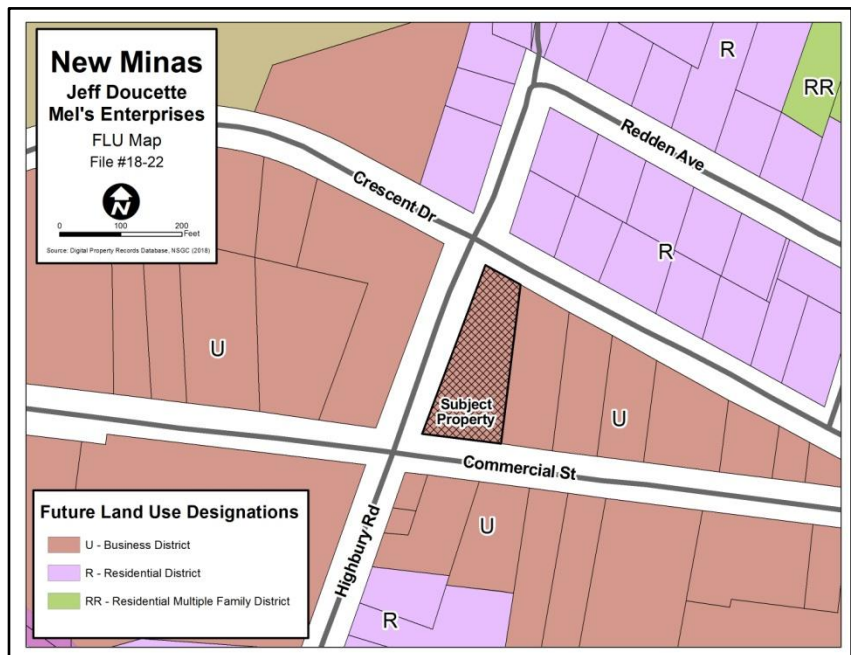 New Minas
Jeff Doucette
Mel's Enterprises
FLU Map
File #18-22
N
0 100 200
Feet
Source: Digital Property Records Database, NSGC (2018)
R
RR
Redden Ave
Crescent Dr
R
U
Subject
Property
U
Commercial St
U
Highbury Rd
R
Future Land Use Designations
U - Business District
R - Residential District
RR - Residential Multiple Family District